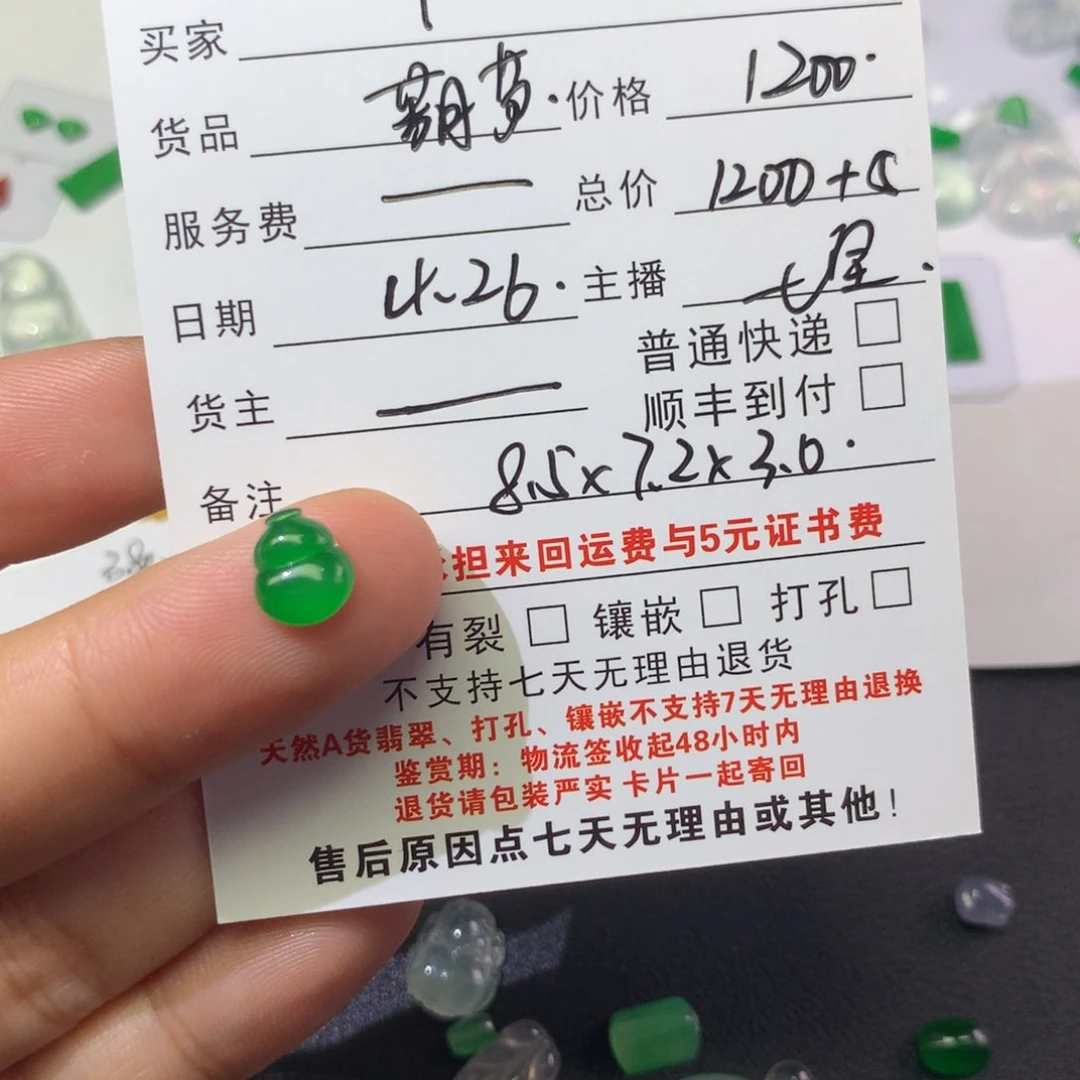 买家
货品 葫芦. 价格 1200.
服务费 — 总价 1200+5
日期 4.26. 主播 七星.
普通快递 □
货主 — 顺丰到付 □
备注 8.5x7.2x3.0.
担来回运费与5元证书费
有裂 □ 镶嵌 □ 打孔 □
不支持七天无理由退货
天然A货翡翠、打孔、镶嵌不支持7天无理由退换
鉴赏期：物流签收起48小时内
退货请包装严实 卡片一起寄回
售后原因点七天无理由或其他！